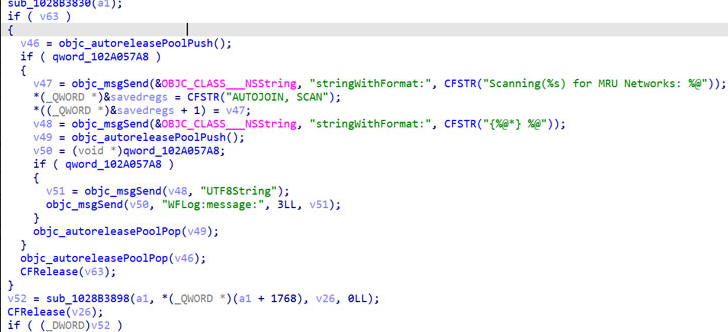 sub_1028B3830(a1);
if ( v63 )
{
v46 = objc_autoreleasePoolPush();
if ( qword_102A057A8 )
{
v47 = objc_msgSend(&OBJC_CLASS___NSString, "stringWithFormat:", CFSTR("Scanning(%s) for MRU Networks: %@"));
*(_QWORD *)&savedregs = CFSTR("AUTOJOIN, SCAN");
*((_QWORD *)&savedregs + 1) = v47;
v48 = objc_msgSend(&OBJC_CLASS___NSString, "stringWithFormat:", CFSTR("{%@*} %@"));
v49 = objc_autoreleasePoolPush();
v50 = (void *)qword_102A057A8;
if ( qword_102A057A8 )
{
v51 = objc_msgSend(v48, "UTF8String");
objc_msgSend(v50, "WFLog:message:", 3LL, v51);
}
objc_autoreleasePoolPop(v49);
}
objc_autoreleasePoolPop(v46);
CFRelease(v63);
}
v52 = sub_1028B3898(a1, *(_QWORD *)(a1 + 1768), v26, 0LL);
CFRelease(v26);
if ( (_DWORD)v52 )